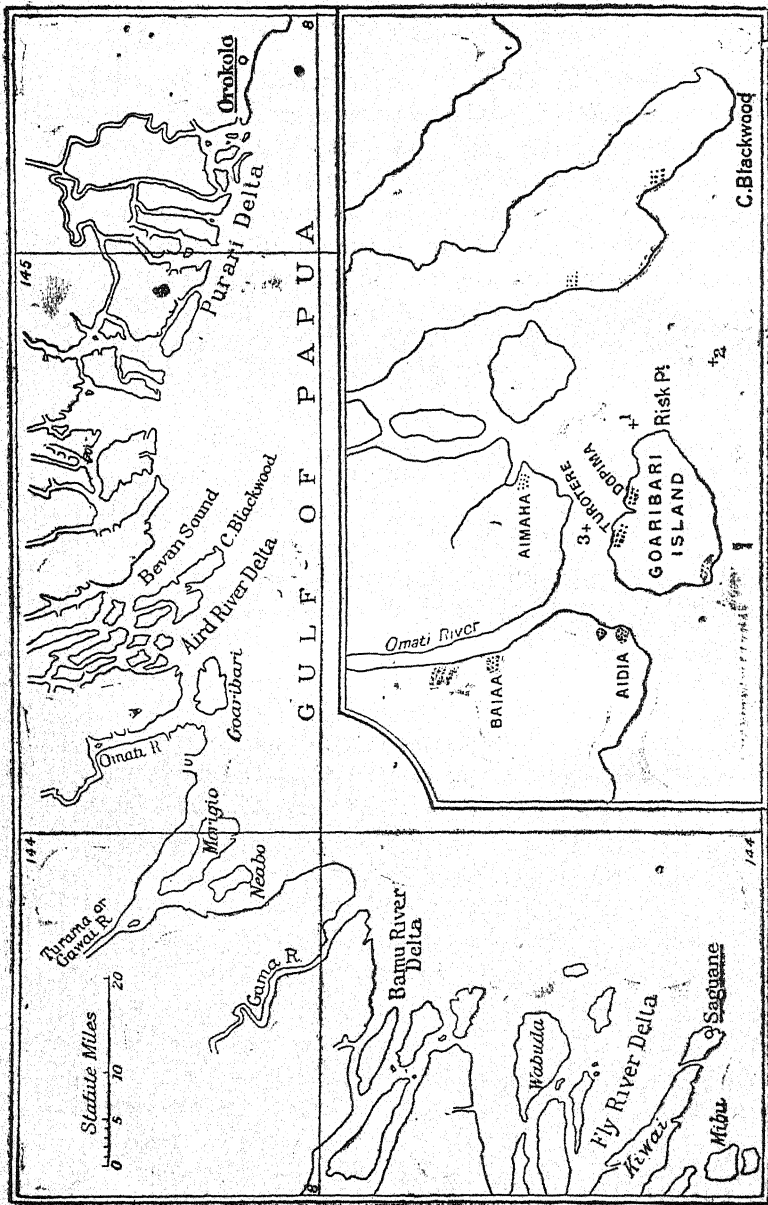 Turama or
Gawai R.
Statute Miles
0 5 10 20
Gama R.
Morigio
Neabo
Omati R
Goaribari
Aird River Delta
C. Blackwood
Bevan Sound
Purari Delta
Orokolo
GULF OF PAPUA
144
145
8
8
144
Bamu River
Delta
Wabuda
Fly River Delta
Kiwai
Mibu
Saguane
Omati River
BAIAA
AIDIA
AIMAHA
TUROTERE
DOPIMA
3+
+1
+2
Risk Pt
GOARIBARI
ISLAND
C. Blackwood